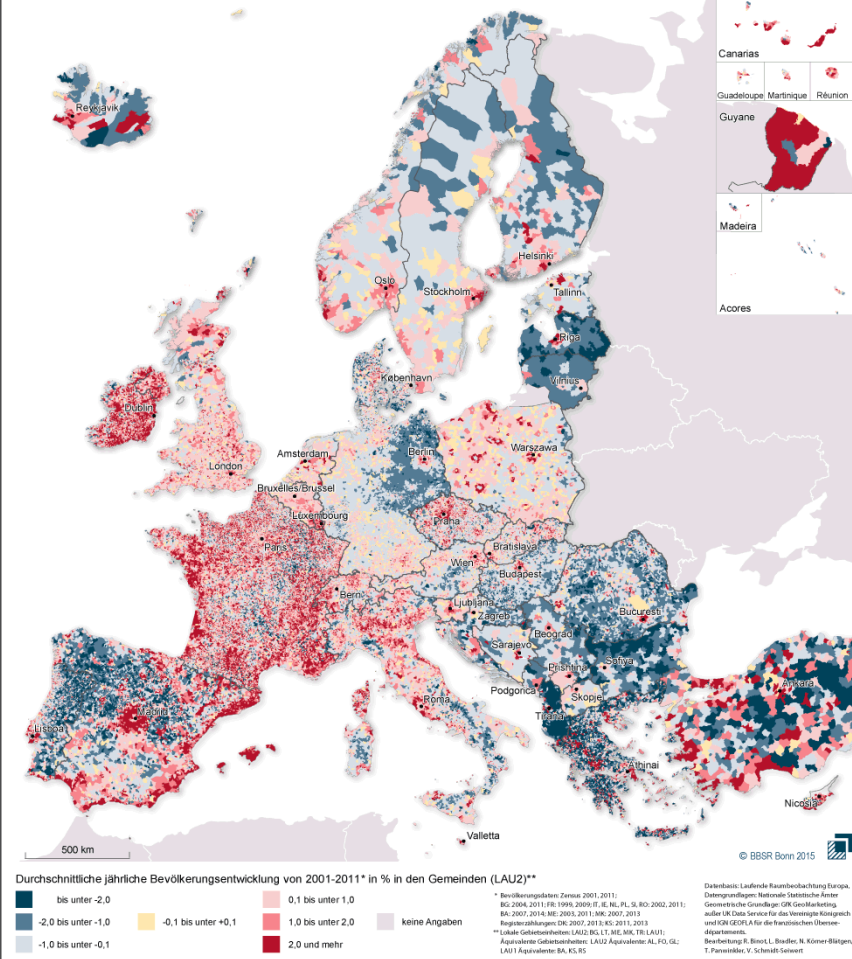 Canarias
Guadeloupe Martinique Réunion
Guyane
Madeira
Acores
Reykjavík
Helsinki
Oslo
Stockholm
Tallinn
Riga
Vilnius
København
Dublin
London
Amsterdam
Berlin
Warszawa
Bruxelles/Brussel
Luxembourg
Praha
Paris
Bratislava
Wien
Budapest
Bern
Ljubljana
Zagreb
Bucuresti
Beograd
Sarajevo
Prishtina
Sofiya
Podgorica
Skopje
Tirana
Roma
Madrid
Lisboa
Ankara
Athinai
Nicosia
Valletta
500 km
© BBSR Bonn 2015
Durchschnittliche jährliche Bevölkerungsentwicklung von 2001-2011* in % in den Gemeinden (LAU2)**
bis unter -2,0
-2,0 bis unter -1,0
-1,0 bis unter -0,1
-0,1 bis unter +0,1
0,1 bis unter 1,0
1,0 bis unter 2,0
2,0 und mehr
keine Angaben
* Bevölkerungsdaten: Zensus 2001, 2011;
BG: 2004, 2011; FR: 1999, 2009; IT, IE, NL, PL, SI, RO: 2002, 2011;
BA: 2007, 2014; ME: 2003, 2011; MK: 2007, 2013
Registerzählungen: DK: 2007, 2013; KS: 2011, 2013
** Lokale Gebietseinheiten: LAU2; BG, LT, ME, MK, TR: LAU1;
Äquivalente Gebietseinheiten: LAU2 Äquivalente: AL, FO, GL;
LAU1 Äquivalente: BA, KS, RS
Datenbasis: Laufende Raumbeobachtung Europa,
Datengrundlagen: Nationale Statistische Ämter
Geometrische Grundlage: GfK GeoMarketing,
außer UK Data Service für das Vereinigte Königreich
und IGN GEOFLA für die französischen Übersee-
départements.
Bearbeitung: R. Binot, L. Bradler, N. Körner-Blätgen,
T. Panwinkler, V. Schmidt-Seiwert